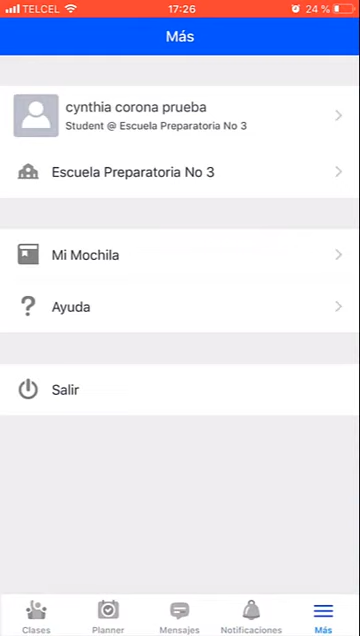 TELCEL 17:26 24 %
Más
cynthia corona prueba
Student @ Escuela Preparatoria No 3
Escuela Preparatoria No 3
Mi Mochila
Ayuda
Salir
Clases Planner Mensajes Notificaciones Más